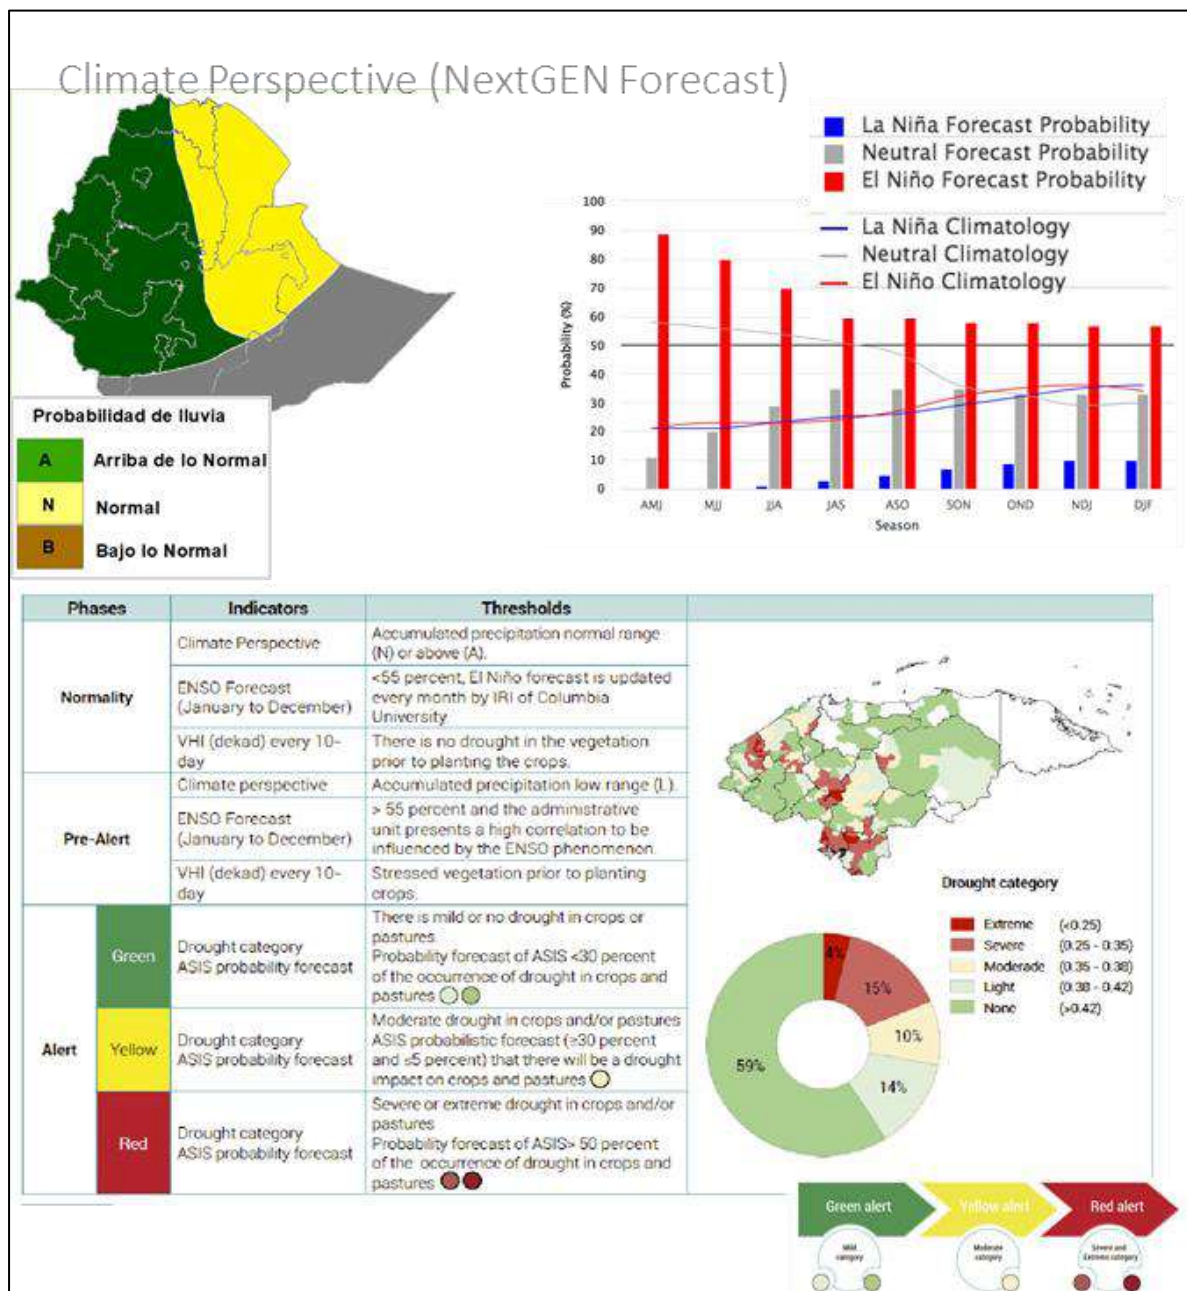 Climate Perspective (NextGEN Forecast)
Probabilidad de lluvia
A Arriba de lo Normal
N Normal
B Bajo lo Normal
La Niña Forecast Probability
Neutral Forecast Probability
El Niño Forecast Probability
La Niña Climatology
Neutral Climatology
El Niño Climatology
Probability (%)
100
90
80
70
60
50
40
30
20
10
0
AMJ MJJ JJA JAS ASO SON OND NDJ DJF
Season
Phases Indicators Thresholds
Normality
Climate Perspective
Accumulated precipitation normal range
(N) or above (A).
ENSO Forecast
(January to December)
<55 percent, El Niño forecast is updated
every month by IRI of Columbia
University
VHI (dekad) every 10-
day
There is no drought in the vegetation
prior to planting the crops.
Pre-Alert
Climate perspective
Accumulated precipitation low range (L).
ENSO Forecast
(January to December)
> 55 percent and the administrative
unit presents a high correlation to be
influenced by the ENSO phenomenon.
VHI (dekad) every 10-
day
Stressed vegetation prior to planting
crops.
Alert
Green
Drought category
ASIS probability forecast
There is mild or no drought in crops or
pastures
Probability forecast of ASIS <30 percent
of the occurrence of drought in crops and
pastures
Yellow
Drought category
ASIS probability forecast
Moderate drought in crops and/or pastures
ASIS probabilistic forecast (≥30 percent
and ≤5 percent) that there will be a drought
impact on crops and pastures
Red
Drought category
ASIS probability forecast
Severe or extreme drought in crops and/or
pastures
Probability forecast of ASIS> 50 percent
of the occurrence of drought in crops and
pastures
Drought category
Extreme (<0.25)
Severe (0.25 - 0.35)
Moderade (0.35 - 0.38)
Light (0.38 - 0.42)
None (>0.42)
4%
15%
10%
14%
59%
Green alert
Yellow alert
Red alert
Mild
category
Moderate
category
Severe and
Extreme category